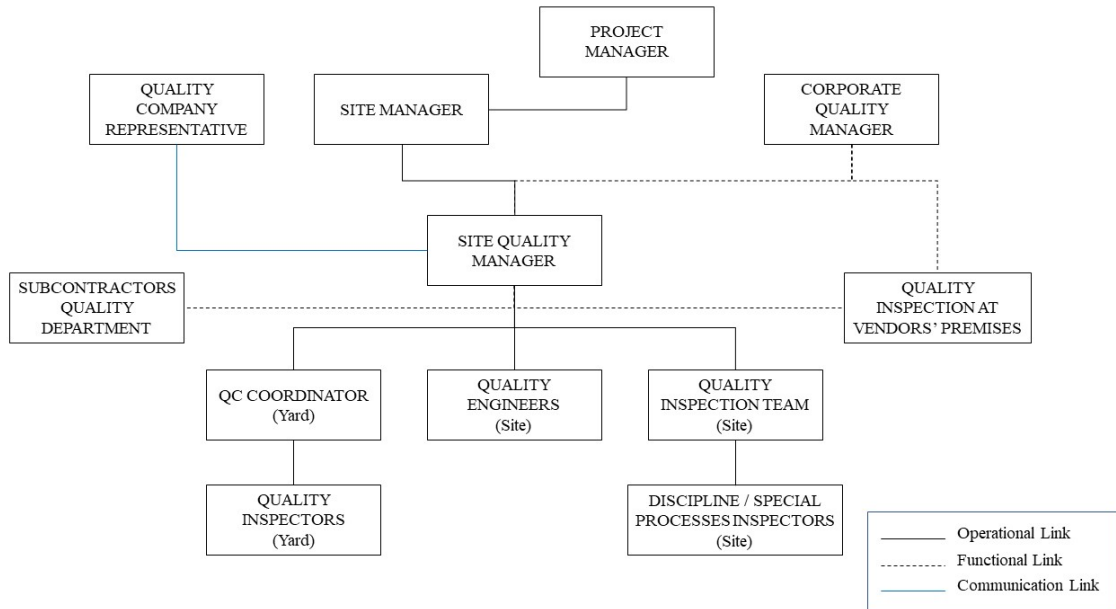 PROJECT
MANAGER
QUALITY
COMPANY
REPRESENTATIVE
SITE MANAGER
CORPORATE
QUALITY
MANAGER
SITE QUALITY
MANAGER
SUBCONTRACTORS
QUALITY
DEPARTMENT
QUALITY
INSPECTION AT
VENDORS' PREMISES
QC COORDINATOR
(Yard)
QUALITY
ENGINEERS
(Site)
QUALITY
INSPECTION TEAM
(Site)
QUALITY
INSPECTORS
(Yard)
DISCIPLINE / SPECIAL
PROCESSES INSPECTORS
(Site)
Operational Link
Functional Link
Communication Link